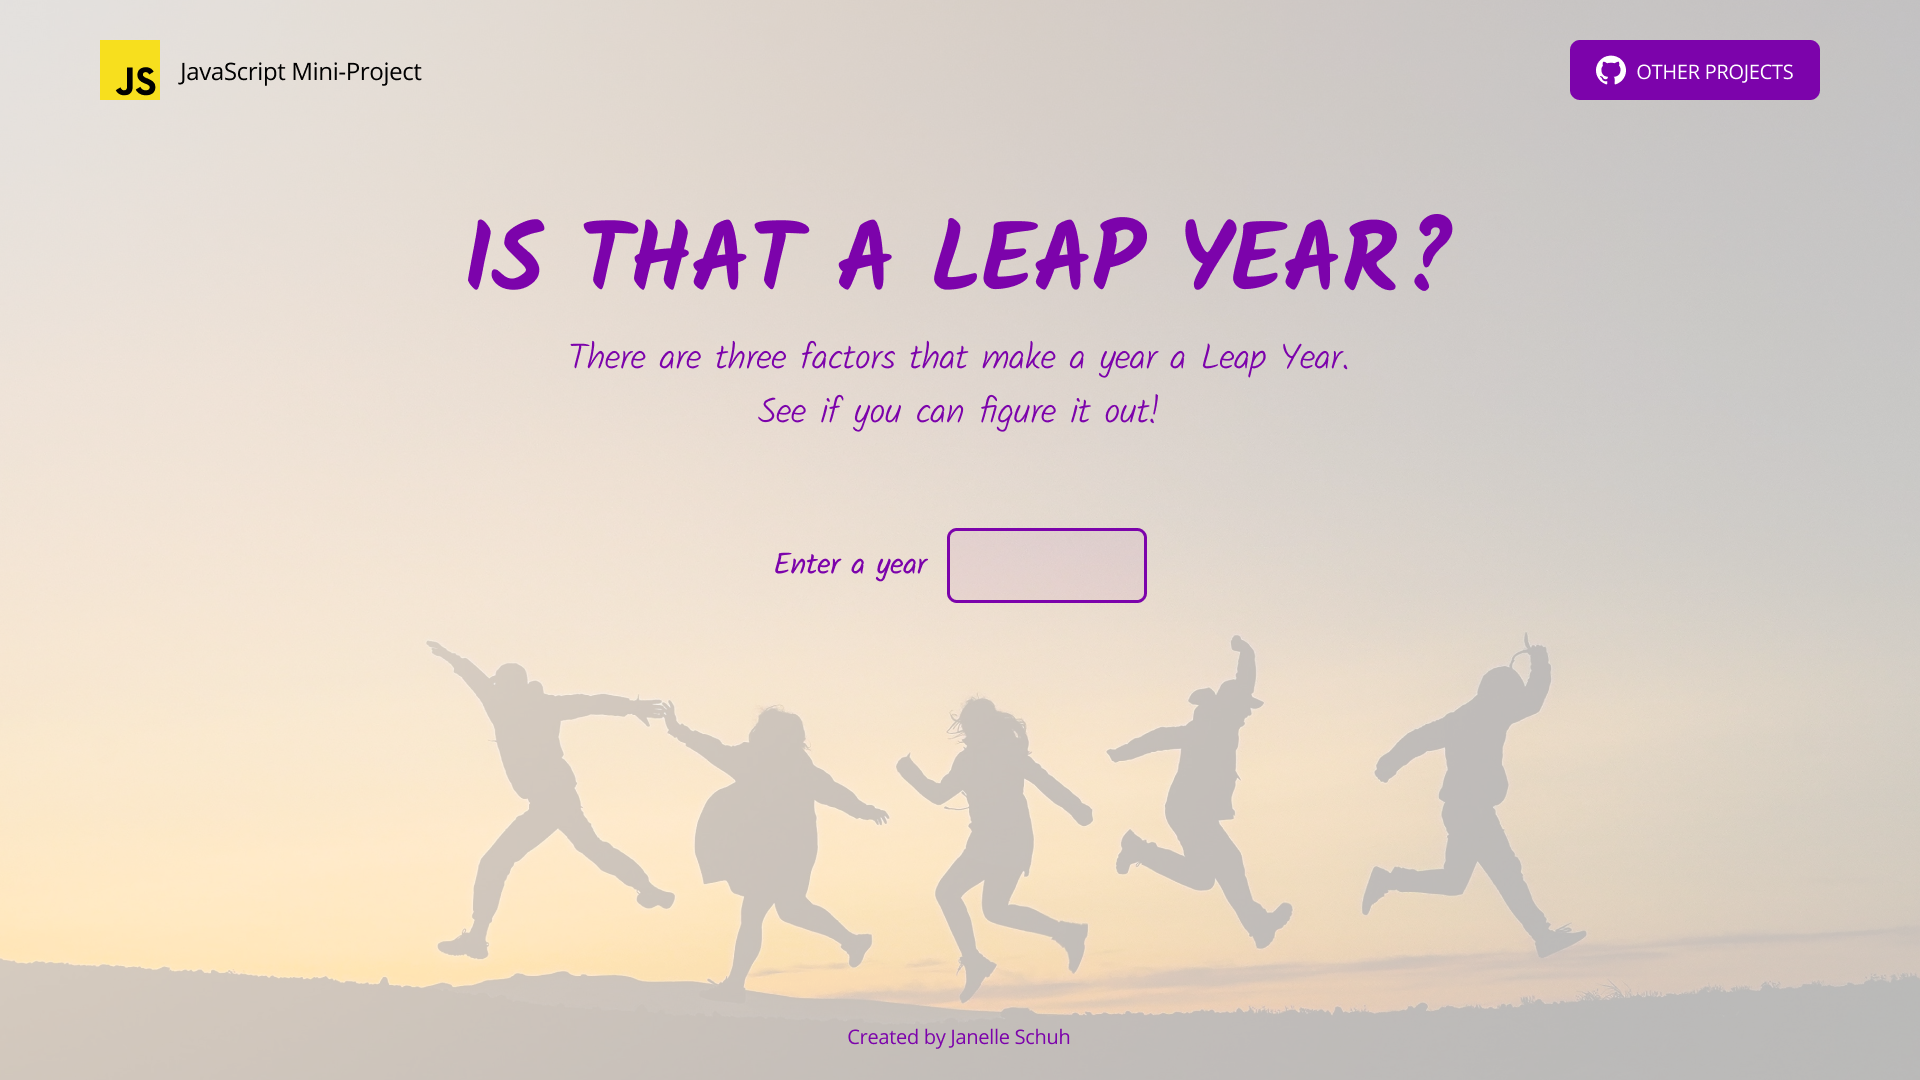 JS
JavaScript Mini-Project
OTHER PROJECTS
IS THAT A LEAP YEAR?
There are three factors that make a year a Leap Year.
See if you can figure it out!
Enter a year
Created by Janelle Schuh